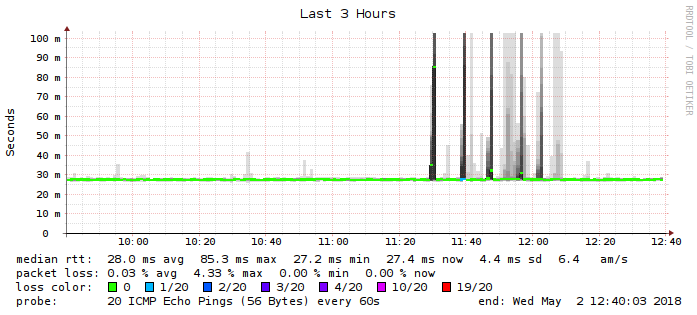 Last 3 Hours
RRDTOOL / TOBI OETIKER
Seconds
100 m
90 m
80 m
70 m
60 m
50 m
40 m
30 m
20 m
10 m
0
10:00 10:20 10:40 11:00 11:20 11:40 12:00 12:20 12:40
median rtt: 28.0 ms avg 85.3 ms max 27.2 ms min 27.4 ms now 4.4 ms sd 6.4 am/s
packet loss: 0.03 % avg 4.33 % max 0.00 % min 0.00 % now
loss color: 0 1/20 2/20 3/20 4/20 10/20 19/20
probe: 20 ICMP Echo Pings (56 Bytes) every 60s end: Wed May 2 12:40:03 2018